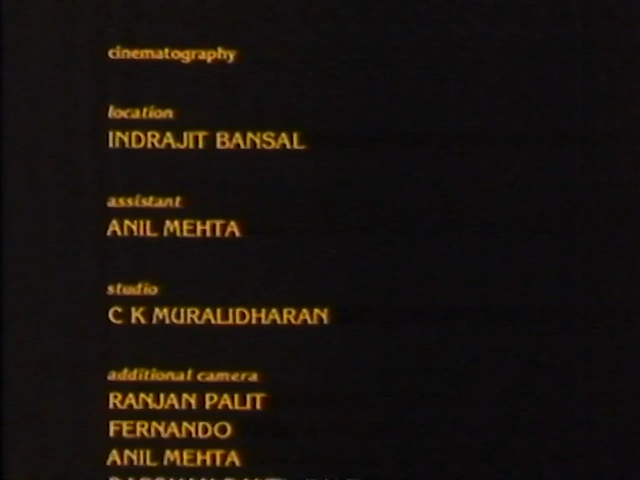 cinematography
location
INDRAJIT BANSAL
assistant
ANIL MEHTA
studio
C K MURALIDHARAN
additional camera
RANJAN PALIT
FERNANDO
ANIL MEHTA